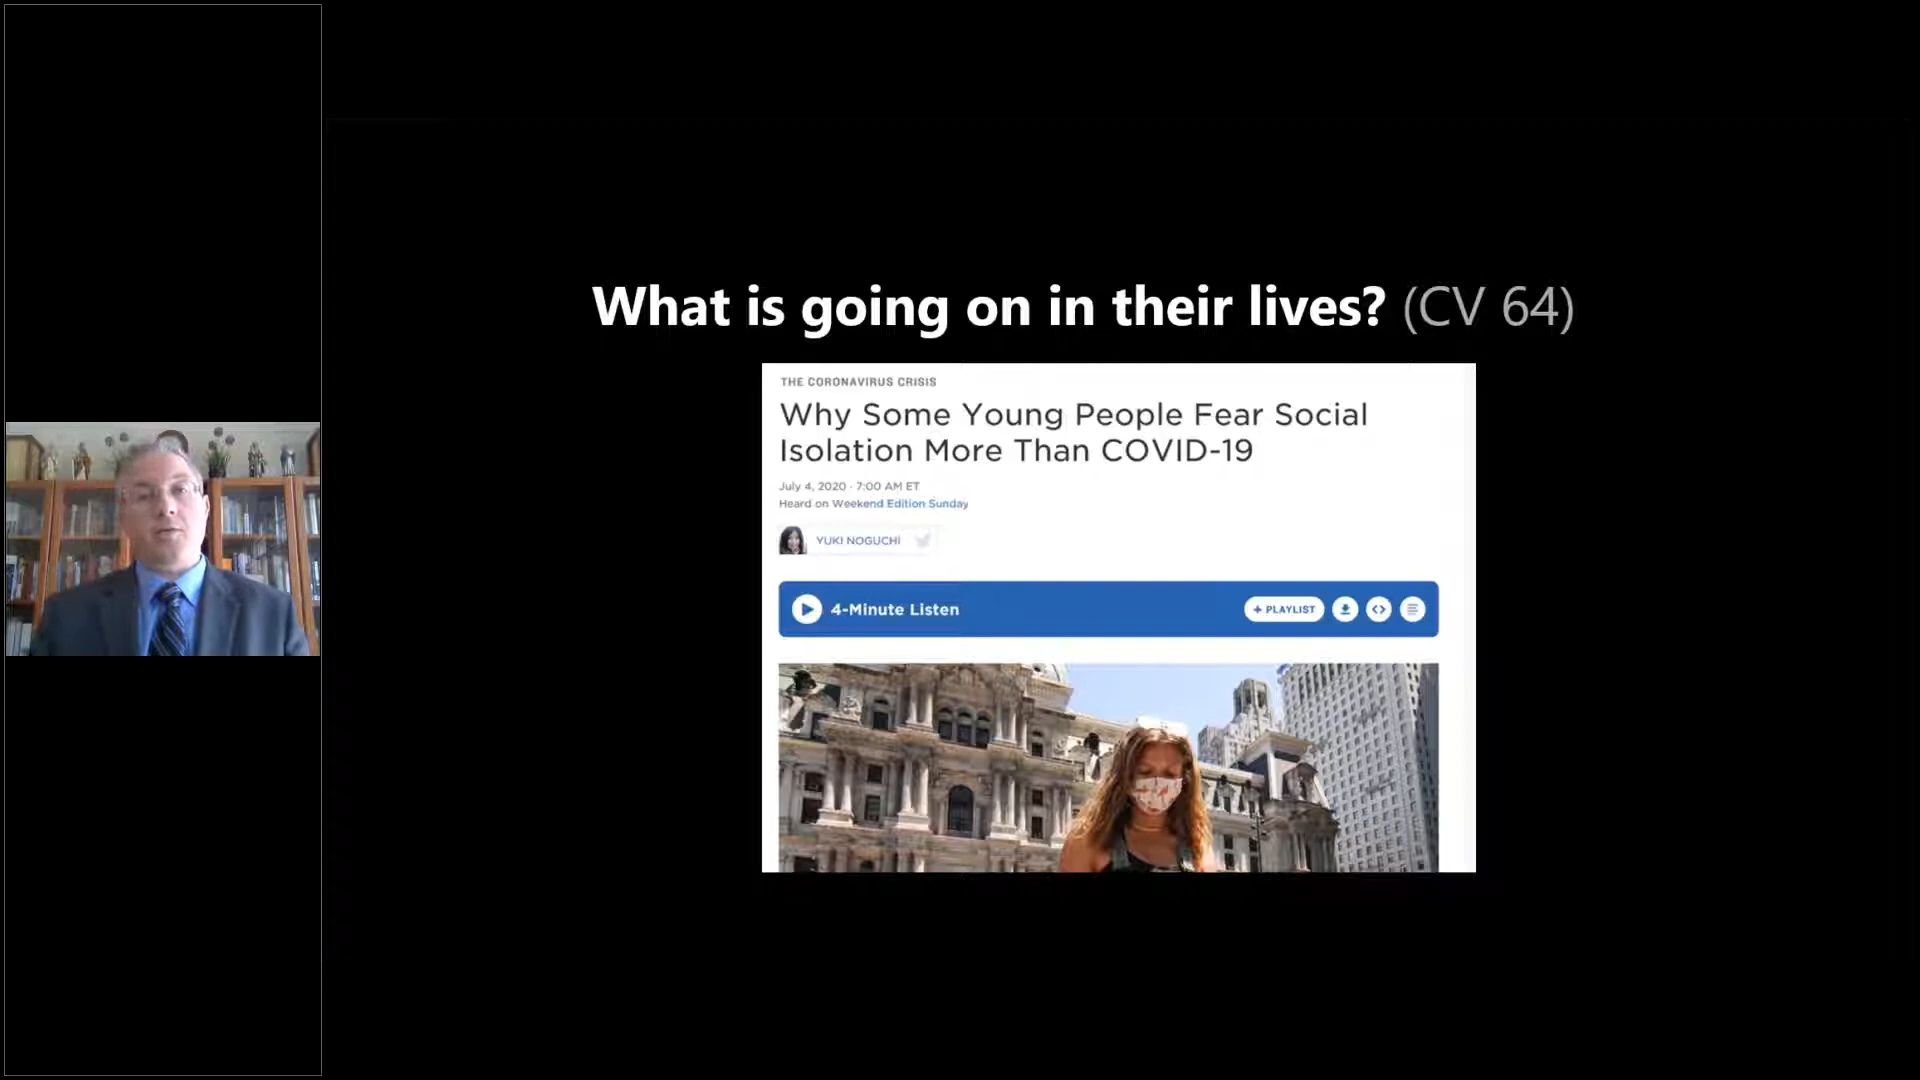 What is going on in their lives? (CV 64)
THE CORONAVIRUS CRISIS
Why Some Young People Fear Social
Isolation More Than COVID-19
July 4, 2020 · 7:00 AM ET
Heard on Weekend Edition Sunday
YUKI NOGUCHI
4-Minute Listen
+ PLAYLIST